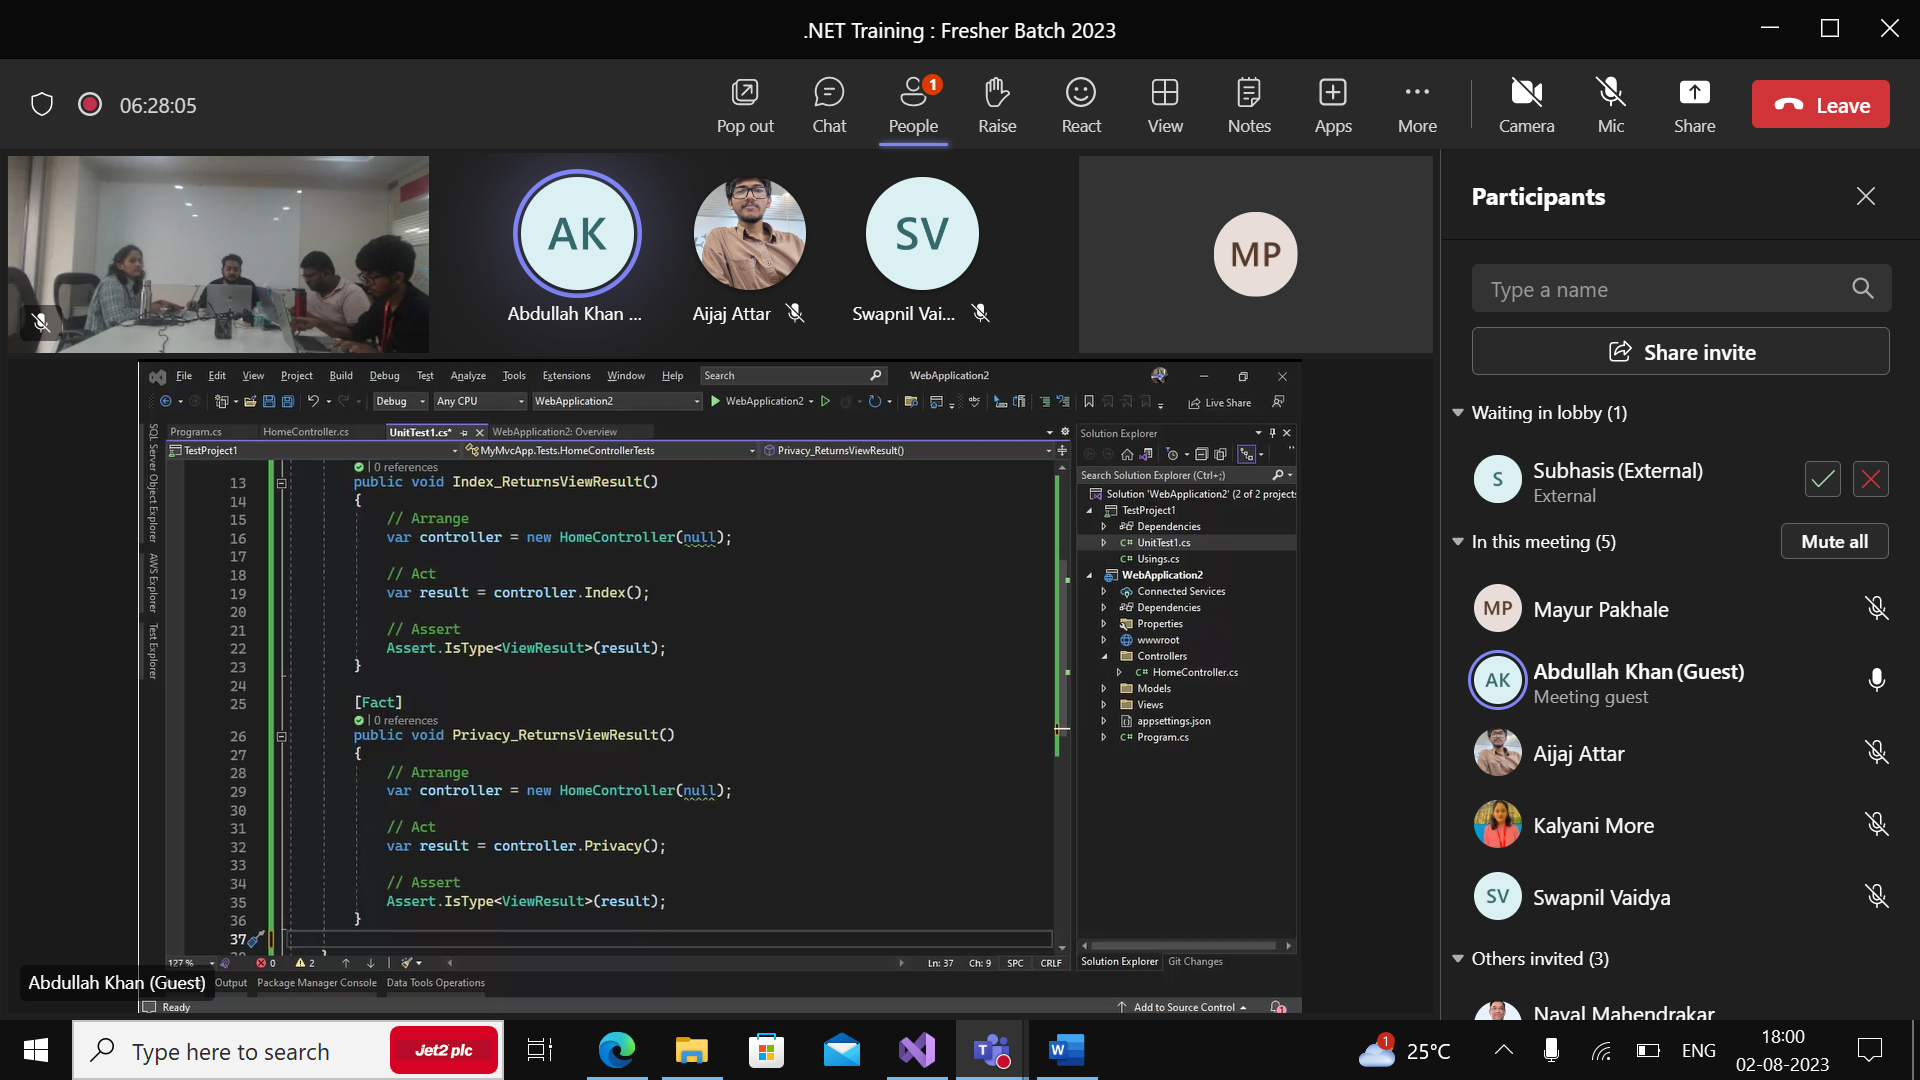 .NET Training : Fresher Batch 2023
06:28:05
Pop out
Chat
1
People
Raise
React
View
Notes
Apps
More
Camera
Mic
Share
Leave
AK
Abdullah Khan ...
Aijaj Attar
SV
Swapnil Vai...
MP
Participants
Type a name
Share invite
Waiting in lobby (1)
S
Subhasis (External)
External
In this meeting (5)
Mute all
MP
Mayur Pakhale
AK
Abdullah Khan (Guest)
Meeting guest
Aijaj Attar
Kalyani More
SV
Swapnil Vaidya
Others invited (3)
Naval Mahendrakar
File Edit View Project Build Debug Test Analyze Tools Extensions Window Help Search WebApplication2
Debug Any CPU WebApplication2 WebApplication2 Live Share
Program.cs HomeController.cs UnitTest1.cs* WebApplication2: Overview
TestProject1 MyMvcApp.Tests.HomeControllerTests Privacy_ReturnsViewResult()
SQL Server Object Explorer
AWS Explorer
Test Explorer
0 references
13 public void Index_ReturnsViewResult()
14 {
15 // Arrange
16 var controller = new HomeController(null);
17
18 // Act
19 var result = controller.Index();
20
21 // Assert
22 Assert.IsType<ViewResult>(result);
23 }
24
25 [Fact]
0 references
26 public void Privacy_ReturnsViewResult()
27 {
28 // Arrange
29 var controller = new HomeController(null);
30
31 // Act
32 var result = controller.Privacy();
33
34 // Assert
35 Assert.IsType<ViewResult>(result);
36 }
37
127 % 0 2 Ln: 37 Ch: 9 SPC CRLF
Solution Explorer
Search Solution Explorer (Ctrl+;)
Solution 'WebApplication2' (2 of 2 projects
TestProject1
Dependencies
C# UnitTest1.cs
C# Usings.cs
WebApplication2
Connected Services
Dependencies
Properties
wwwroot
Controllers
C# HomeController.cs
Models
Views
appsettings.json
C# Program.cs
Solution Explorer Git Changes
Abdullah Khan (Guest)
Output Package Manager Console Data Tools Operations
Ready
Add to Source Control
1
Type here to search
Jet2 plc
1
25°C
ENG
18:00
02-08-2023